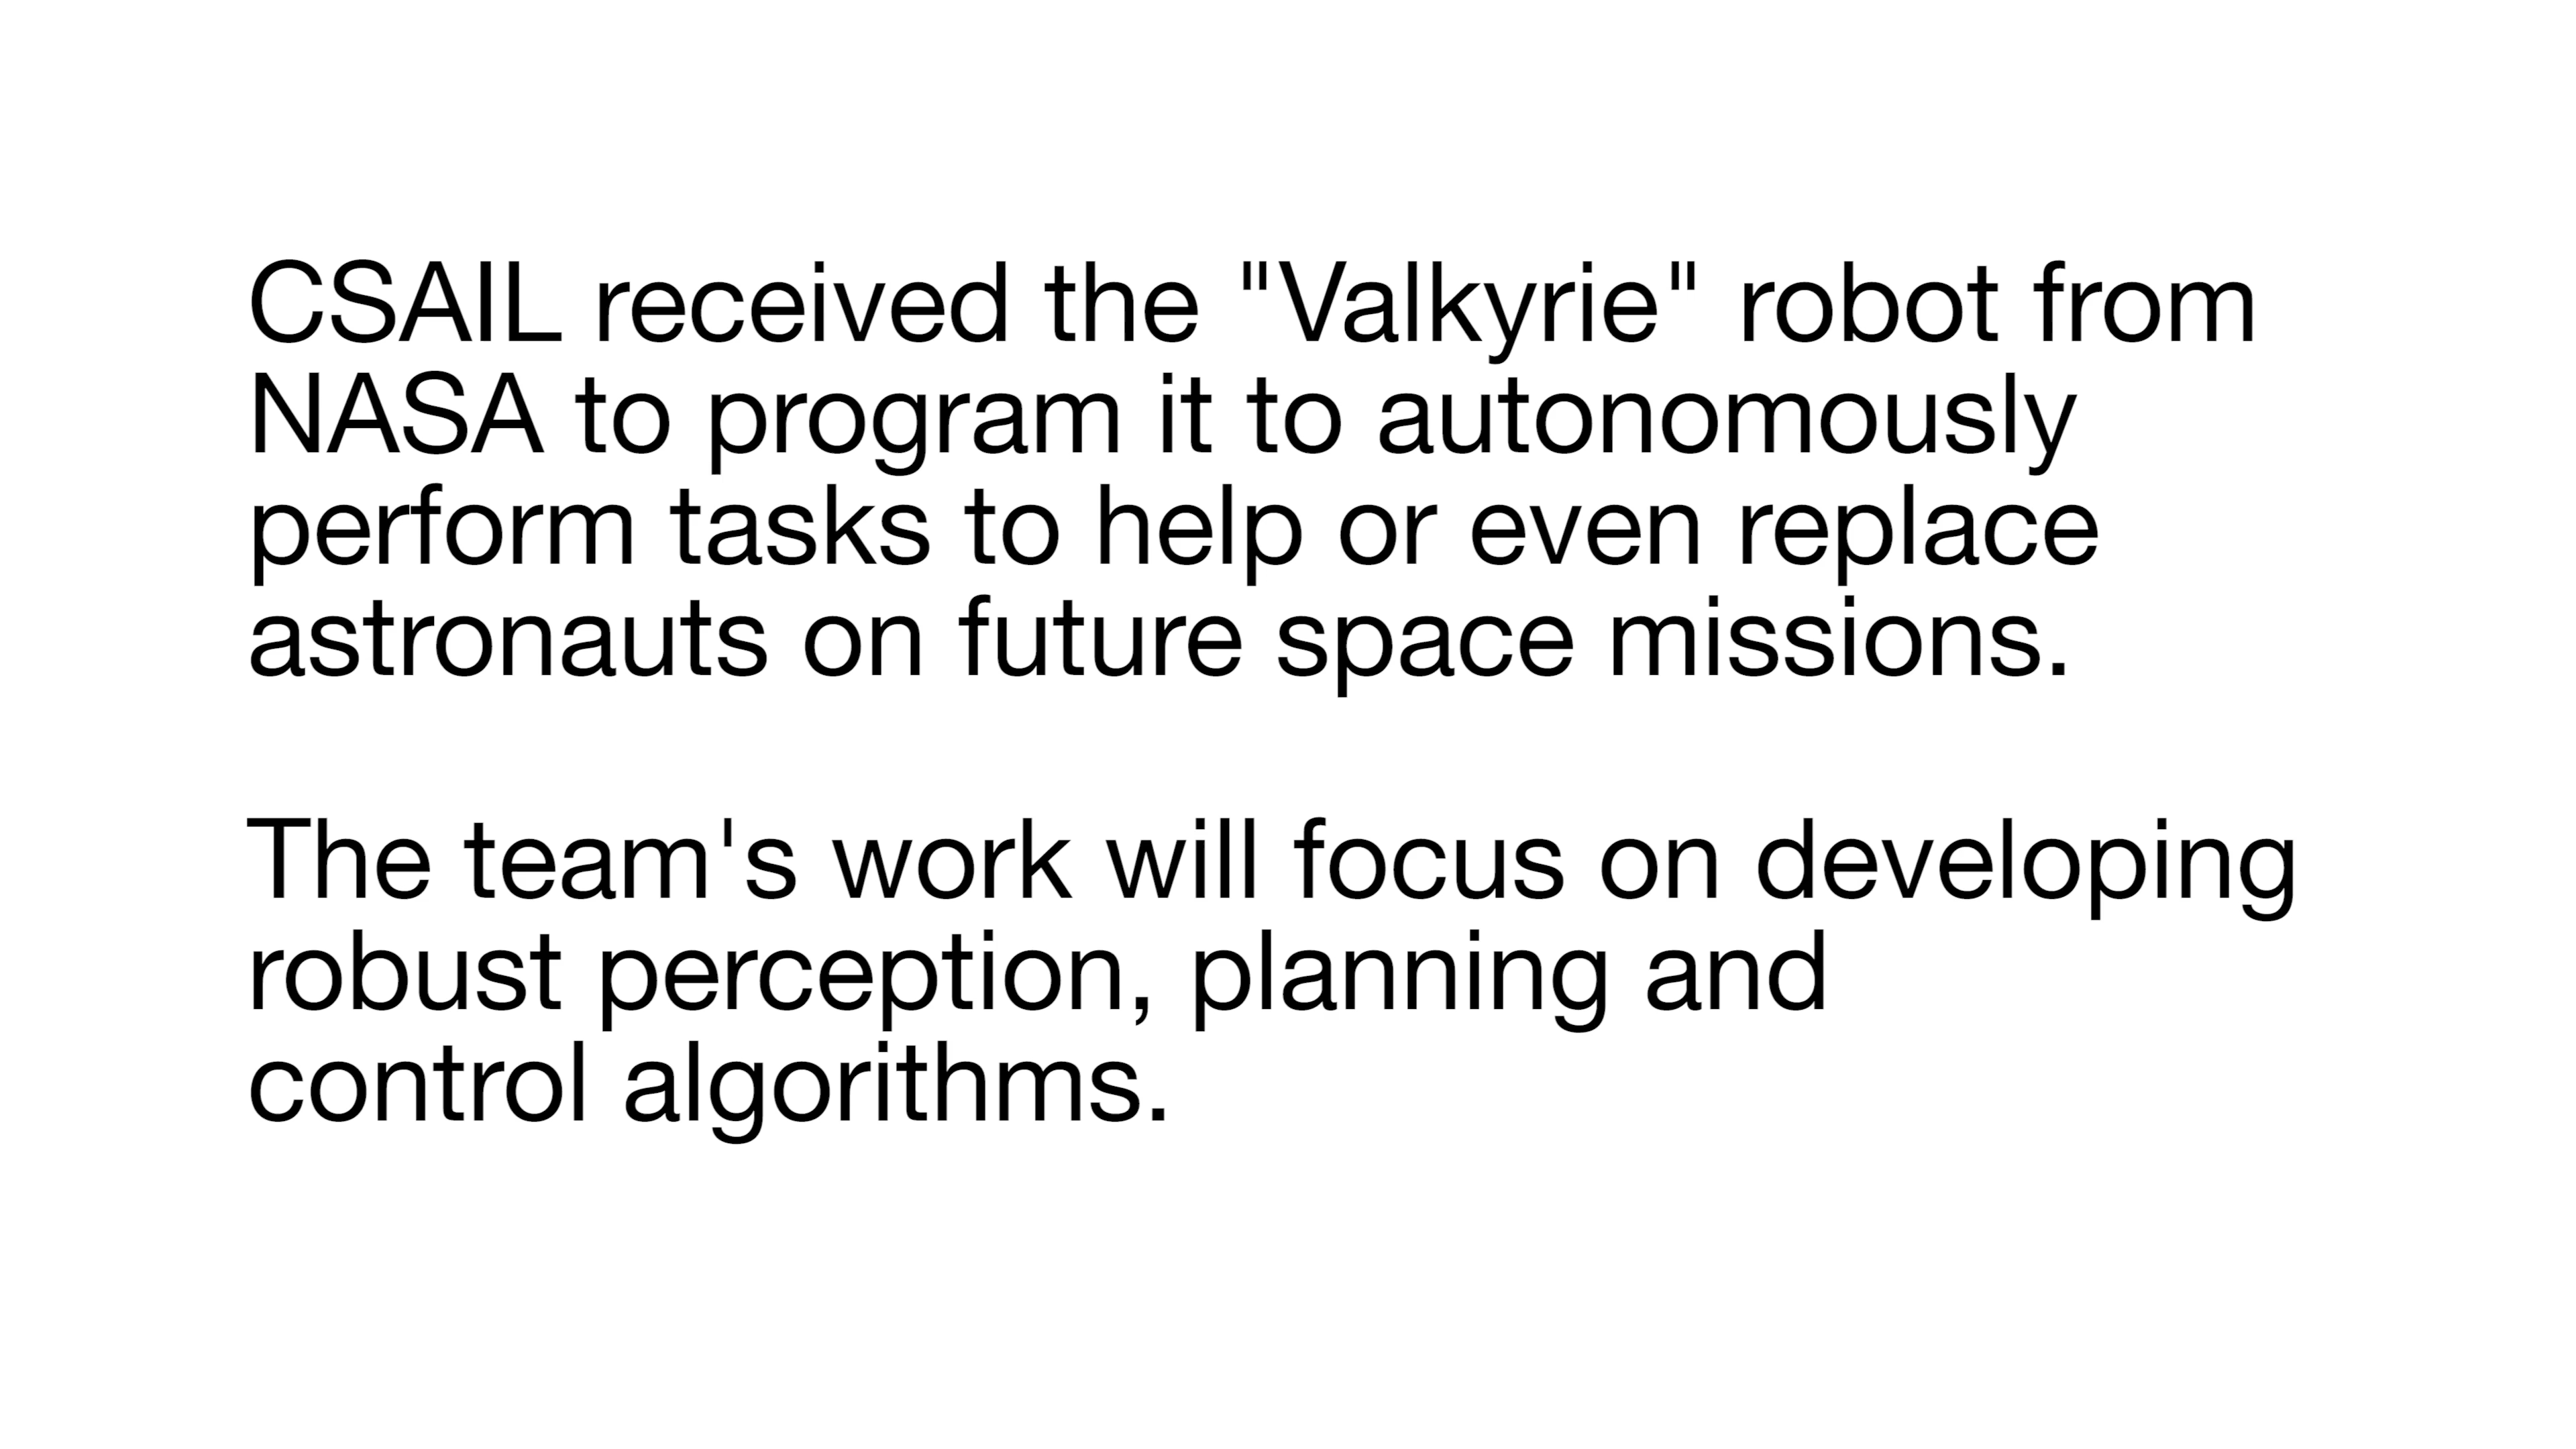 CSAIL received the "Valkyrie" robot from
NASA to program it to autonomously
perform tasks to help or even replace
astronauts on future space missions.
The team's work will focus on developing
robust perception, planning and
control algorithms.